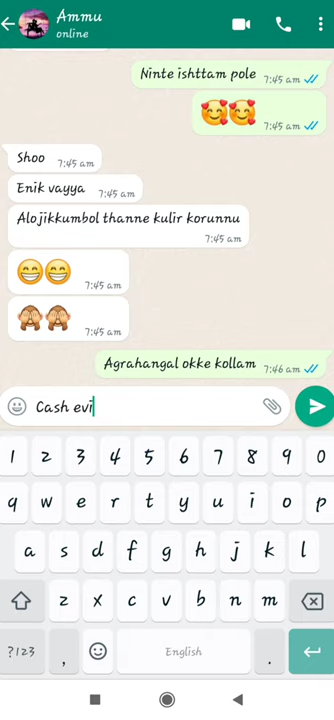 Ammu
online
Ninte ishttam pole 7:45 am
7:45 am
Shoo 7:45 am
Enik vayya 7:45 am
Alojikkumbol thanne kulir korunnu
7:45 am
7:45 am
7:45 am
Agrahangal okke kollam 7:46 am
Cash evi
1 2 3 4 5 6 7 8 9 0
q w e r t y u i o p
a s d f g h j k l
z x c v b n m
?123 , English .